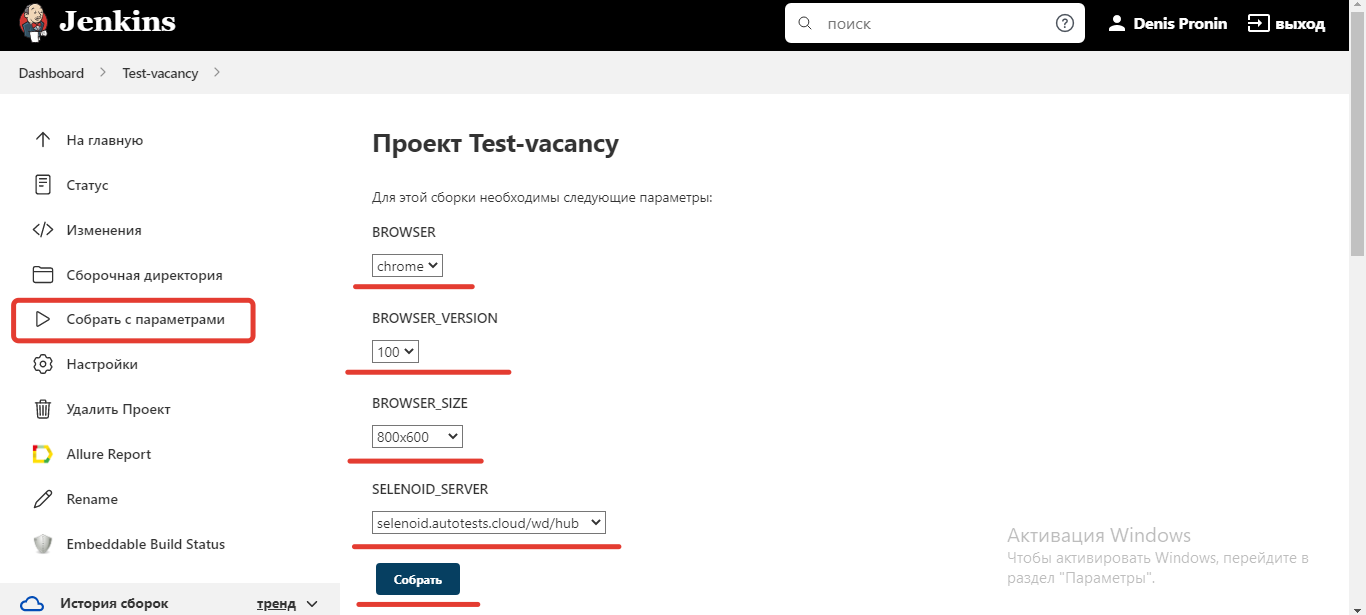 Jenkins
поиск
Denis Pronin
выход
Dashboard
Test-vacancy
На главную
Статус
Изменения
Сборочная директория
Собрать с параметрами
Настройки
Удалить Проект
Allure Report
Rename
Embeddable Build Status
История сборок
тренд
Проект Test-vacancy
Для этой сборки необходимы следующие параметры:
BROWSER
chrome
BROWSER_VERSION
100
BROWSER_SIZE
800x600
SELENOID_SERVER
selenoid.autotests.cloud/wd/hub
Собрать
Активация Windows
Чтобы активировать Windows, перейдите в
раздел "Параметры".